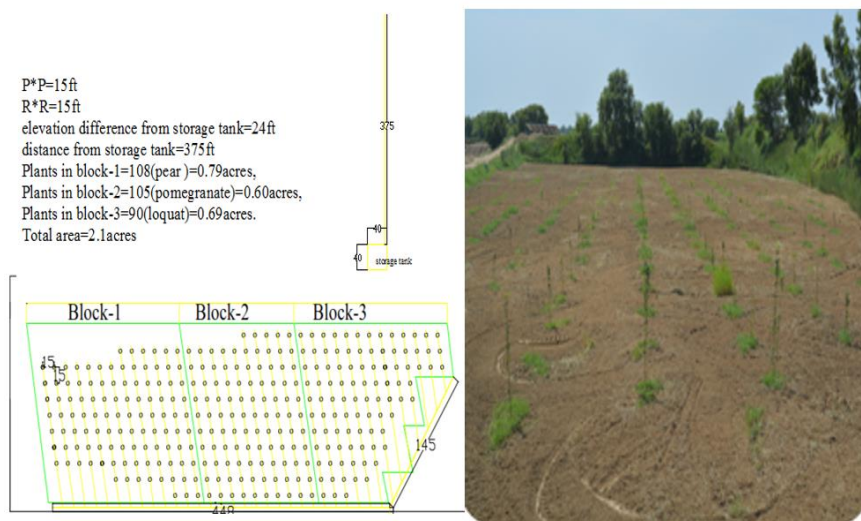 P*P=15ft
R*R=15ft
elevation difference from storage tank=24ft
distance from storage tank=375ft
Plants in block-1=108(pear )=0.79acres,
Plants in block-2=105(pomegranate)=0.60acres,
Plants in block-3=90(loquat)=0.69acres.
Total area=2.1acres
375
40
40
storage tank
Block-1 Block-2 Block-3
15
15
145